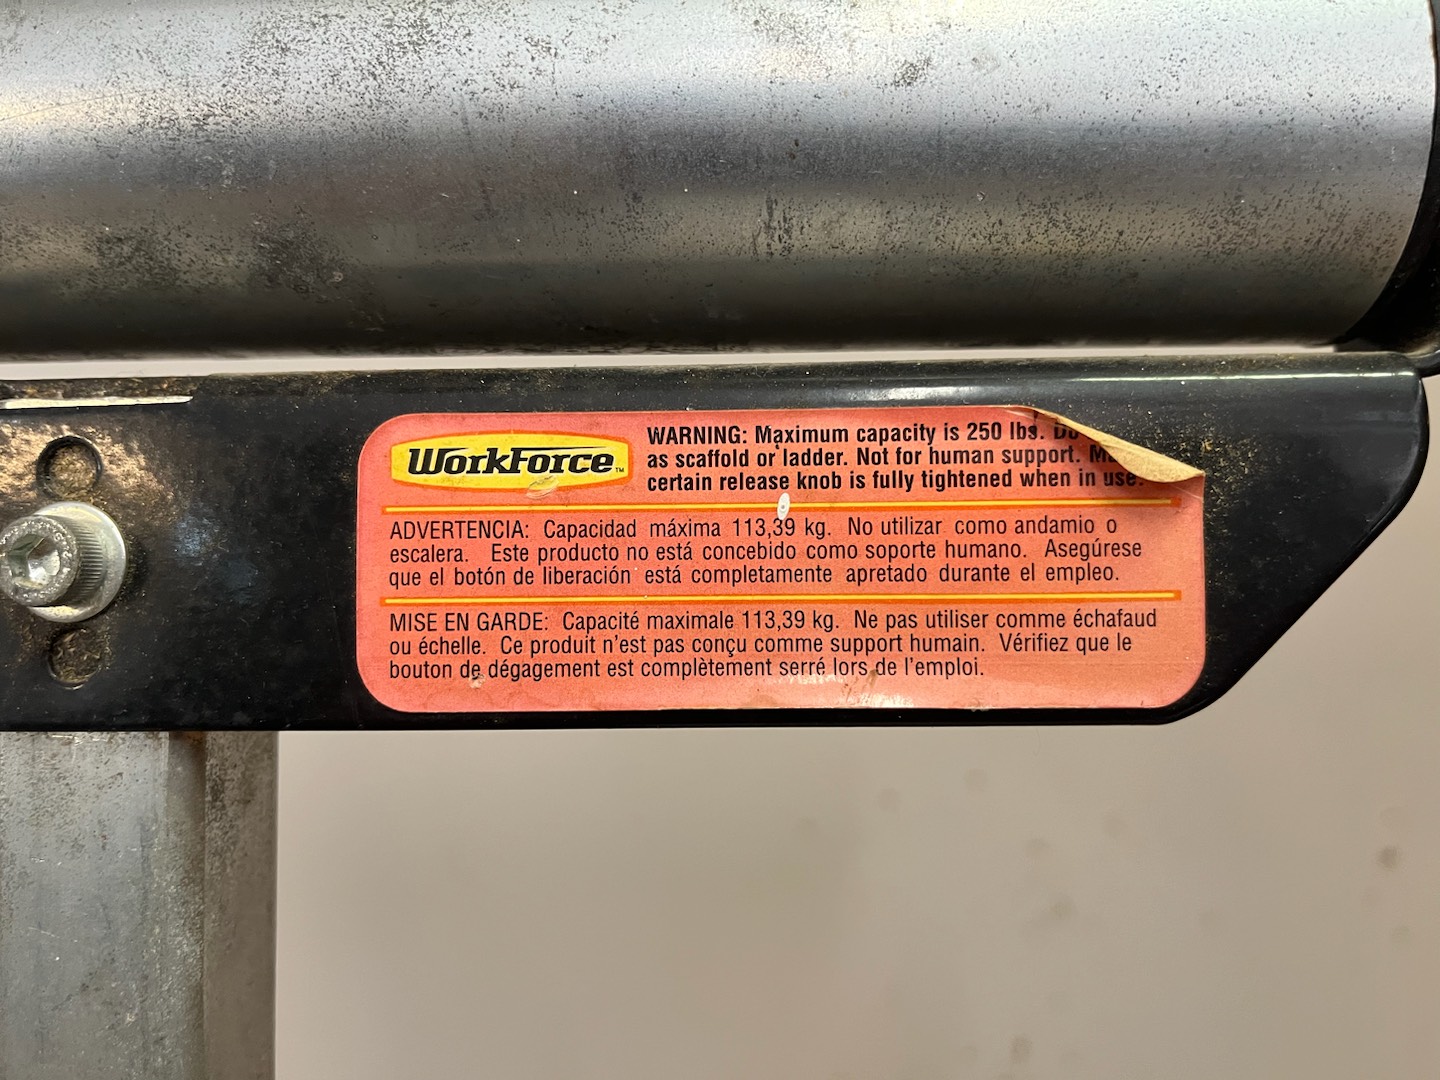 WorkForce™
WARNING: Maximum capacity is 250 lbs. Do
as scaffold or ladder. Not for human support.
certain release knob is fully tightened when in use.
ADVERTENCIA: Capacidad máxima 113,39 kg. No utilizar como andamio o
escalera. Este producto no está concebido como soporte humano. Asegúrese
que el botón de liberación está completamente apretado durante el empleo.
MISE EN GARDE: Capacité maximale 113,39 kg. Ne pas utiliser comme échafaud
ou échelle. Ce produit n'est pas conçu comme support humain. Vérifiez que le
bouton de dégagement est complètement serré lors de l'emploi.